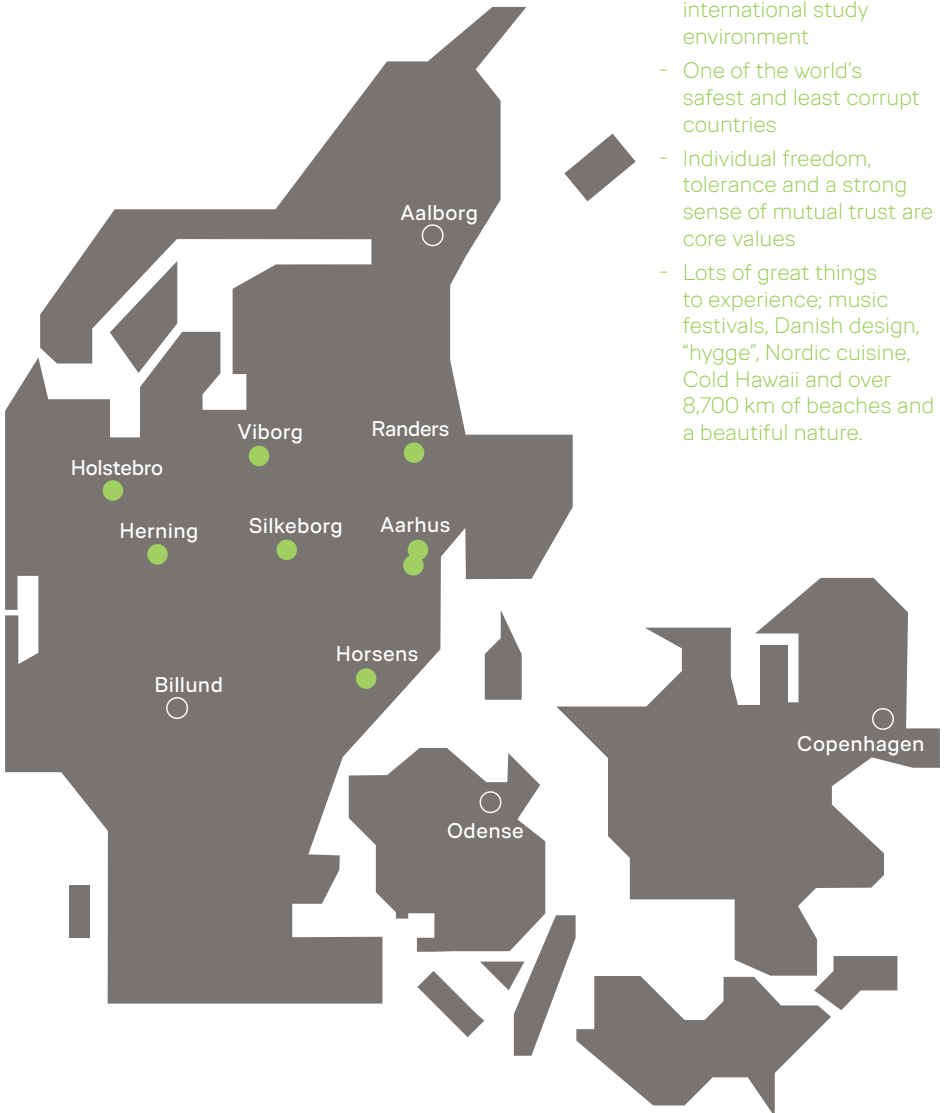 international study
environment
- One of the world's
safest and least corrupt
countries
- Individual freedom,
tolerance and a strong
sense of mutual trust are
core values
- Lots of great things
to experience; music
festivals, Danish design,
"hygge", Nordic cuisine,
Cold Hawaii and over
8,700 km of beaches and
a beautiful nature.
Aalborg
Viborg
Randers
Holstebro
Herning
Silkeborg
Aarhus
Horsens
Billund
Copenhagen
Odense